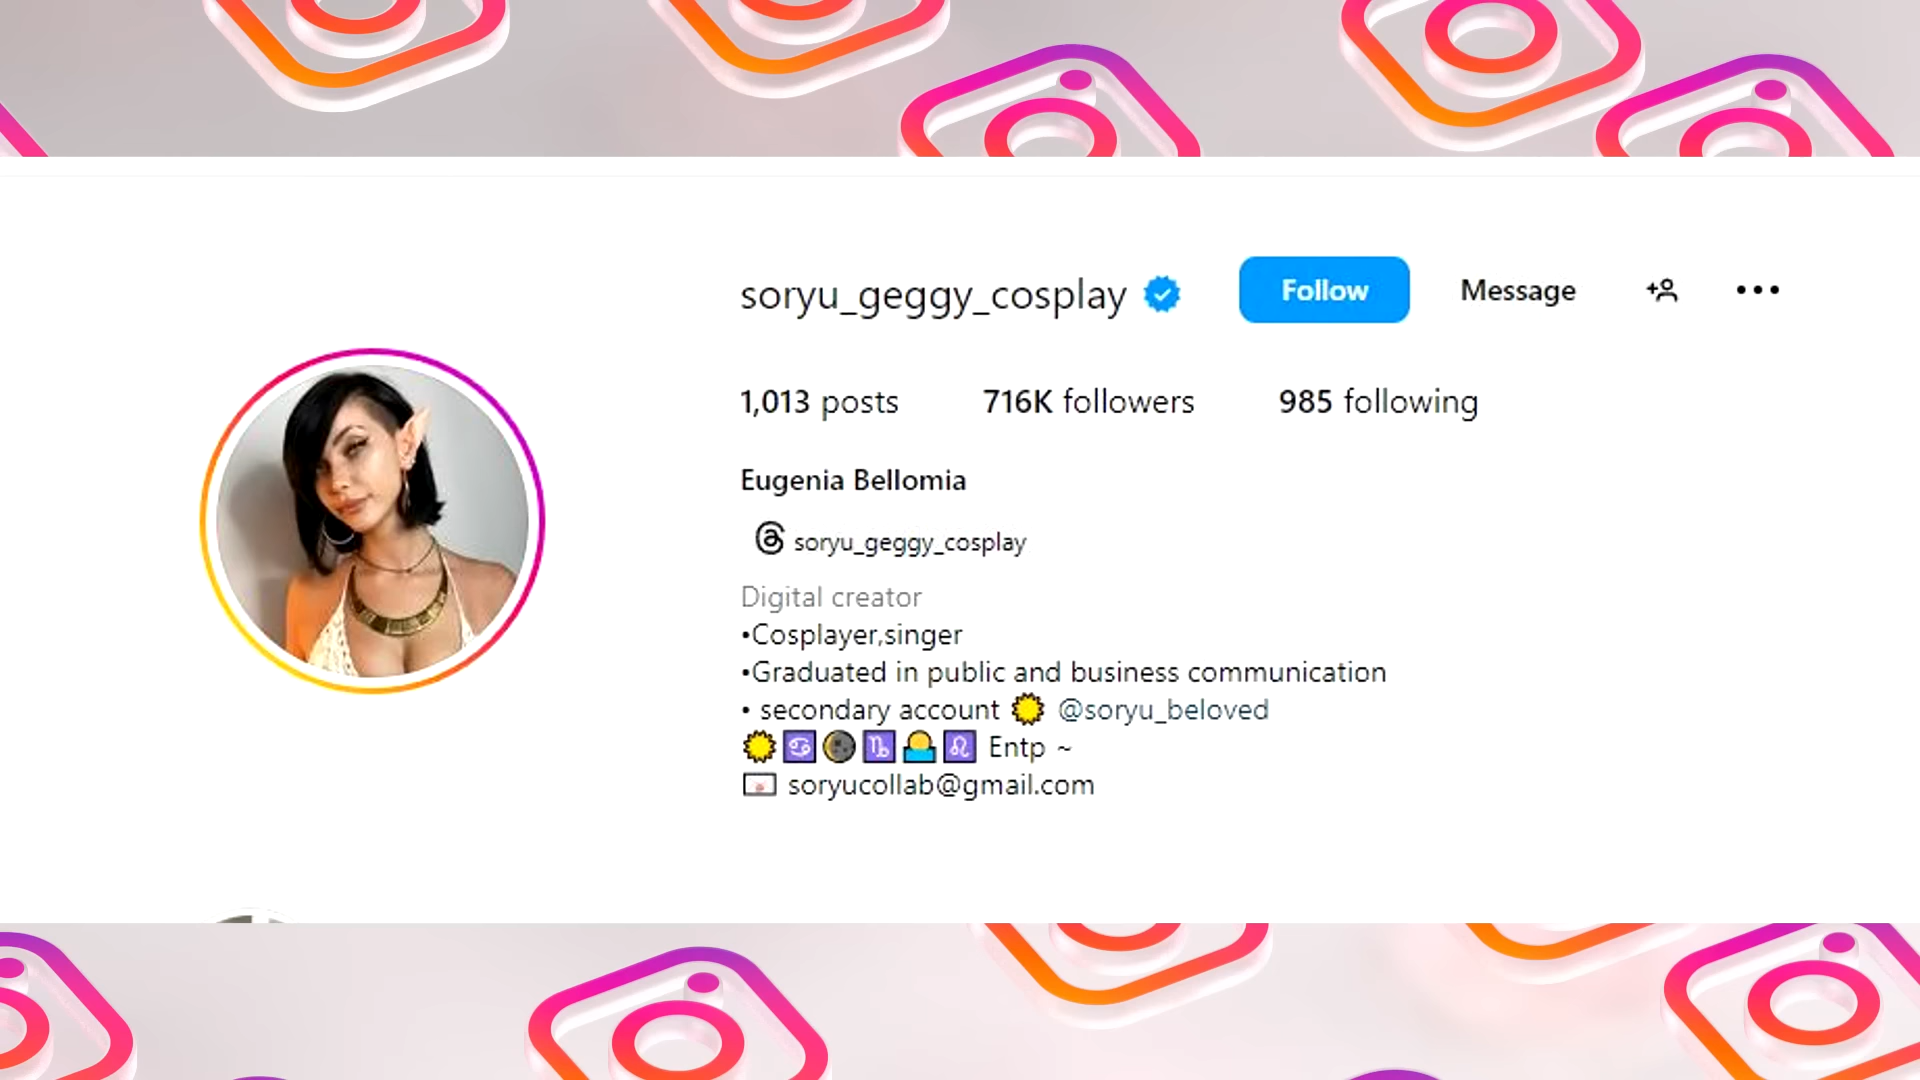 soryu_geggy_cosplay
Follow
Message
1,013 posts 716K followers 985 following
Eugenia Bellomia
soryu_geggy_cosplay
Digital creator
•Cosplayer,singer
•Graduated in public and business communication
• secondary account 🌟 @soryu_beloved
☀️♋🌘♑🌅♌ Entp ~
💌 soryucollab@gmail.com